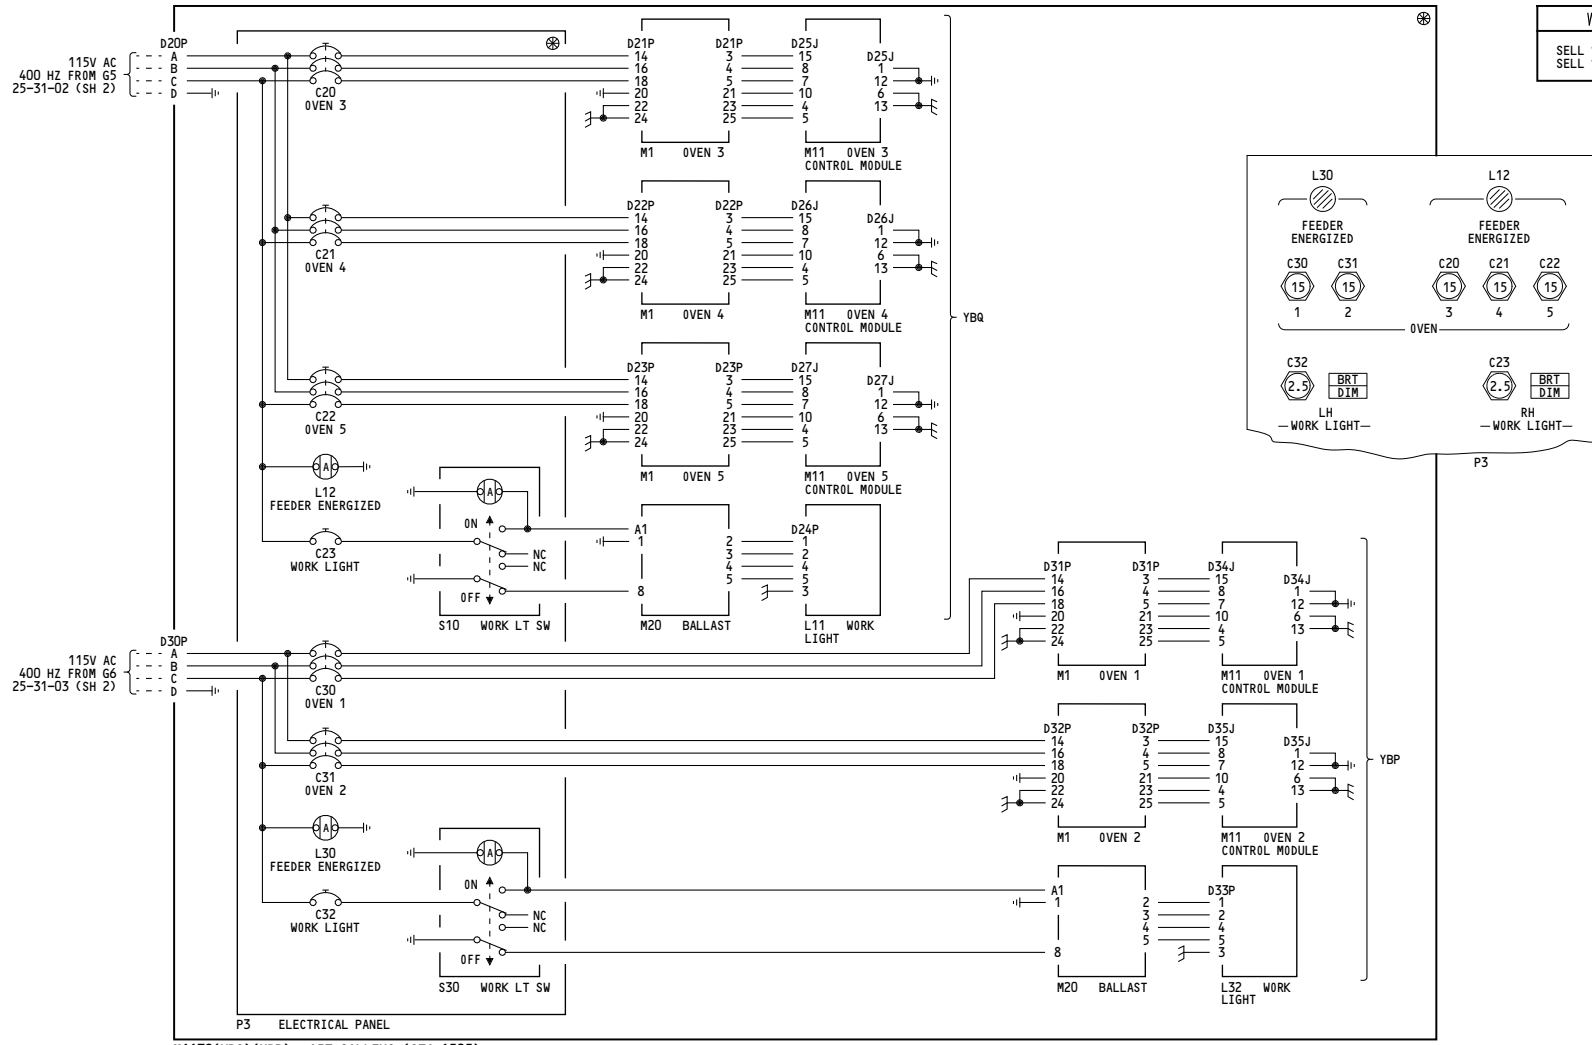 D20P
115V AC
400 HZ FROM G5
25-31-02 (SH 2)
A
B
C
D
C20
OVEN 3
D21P
14
16
18
20
22
24
D21P
3
4
5
21
23
25
M1 OVEN 3
D25J
15
8
7
10
4
5
D25J
1
12
6
13
M11 OVEN 3
CONTROL MODULE
C21
OVEN 4
D22P
14
16
18
20
22
24
D22P
3
4
5
21
23
25
M1 OVEN 4
D26J
15
8
7
10
4
5
D26J
1
12
6
13
M11 OVEN 4
CONTROL MODULE
YBQ
C22
OVEN 5
D23P
14
16
18
20
22
24
D23P
3
4
5
21
23
25
M1 OVEN 5
D27J
15
8
7
10
4
5
D27J
1
12
6
13
M11 OVEN 5
CONTROL MODULE
A
L12
FEEDER ENERGIZED
C23
WORK LIGHT
A
ON
NC
NC
OFF
S10 WORK LT SW
A1
1
8
2
3
4
5
M20 BALLAST
D24P
1
2
4
5
3
L11 WORK
LIGHT
D30P
115V AC
400 HZ FROM G6
25-31-03 (SH 2)
A
B
C
D
C30
OVEN 1
D31P
14
16
18
20
22
24
D31P
3
4
5
21
23
25
M1 OVEN 1
D34J
15
8
7
10
4
5
D34J
1
12
6
13
M11 OVEN 1
CONTROL MODULE
C31
OVEN 2
D32P
14
16
18
20
22
24
D32P
3
4
5
21
23
25
M1 OVEN 2
D35J
15
8
7
10
4
5
D35J
1
12
6
13
M11 OVEN 2
CONTROL MODULE
YBP
A
L30
FEEDER ENERGIZED
C32
WORK LIGHT
A
ON
NC
NC
OFF
S30 WORK LT SW
A1
1
8
2
3
4
5
M20 BALLAST
D33P
1
2
4
5
3
L32 WORK
LIGHT
P3 ELECTRICAL PANEL
W
SELL
SELL
L30 L12
FEEDER FEEDER
ENERGIZED ENERGIZED
C30 C31 C20 C21 C22
15 15 15 15 15
1 2 3 4 5
OVEN
C32 C23
2.5 BRT 2.5 BRT
DIM DIM
LH RH
WORK LIGHT WORK LIGHT
P3